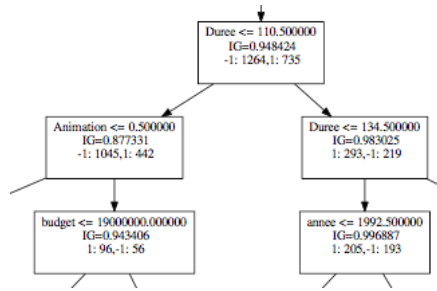 Duree <= 110.500000
IG=0.948424
-1: 1264,1: 735
Animation <= 0.500000
IG=0.877331
-1: 1045,1: 442
Duree <= 134.500000
IG=0.983025
1: 293,-1: 219
budget <= 19000000.000000
IG=0.943406
1: 96,-1: 56
annee <= 1992.500000
IG=0.996887
1: 205,-1: 193